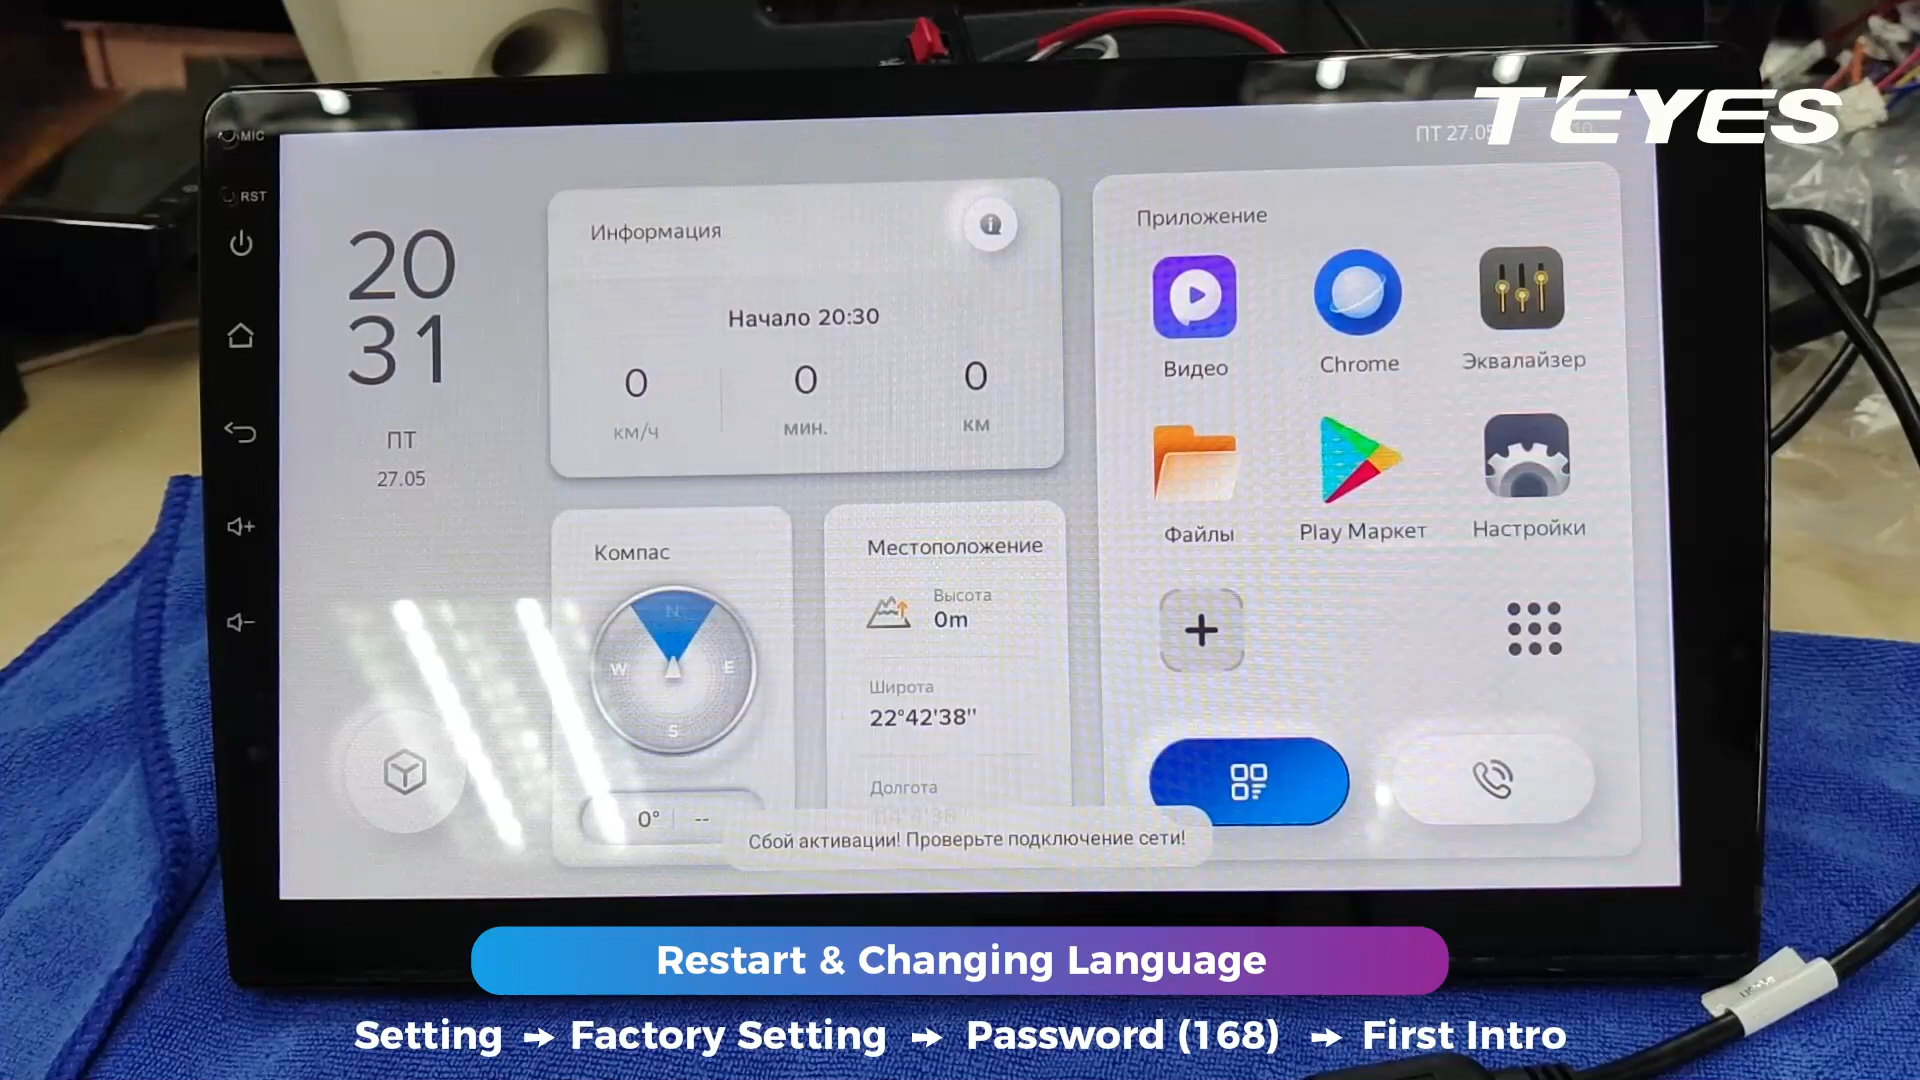 T'EYES
MIC
RST
ПТ 27.05
20
31
ПТ
27.05
Информация
Начало 20:30
0
км/ч
0
мин.
0
км
Компас
N
W
E
S
0°
--
Местоположение
Высота
0m
Широта
22°42'38"
Долгота
Приложение
Видео
Chrome
Эквалайзер
Файлы
Play Маркет
Настройки
Сбой активации! Проверьте подключение сети!
Restart & Changing Language
Setting → Factory Setting → Password (168) → First Intro